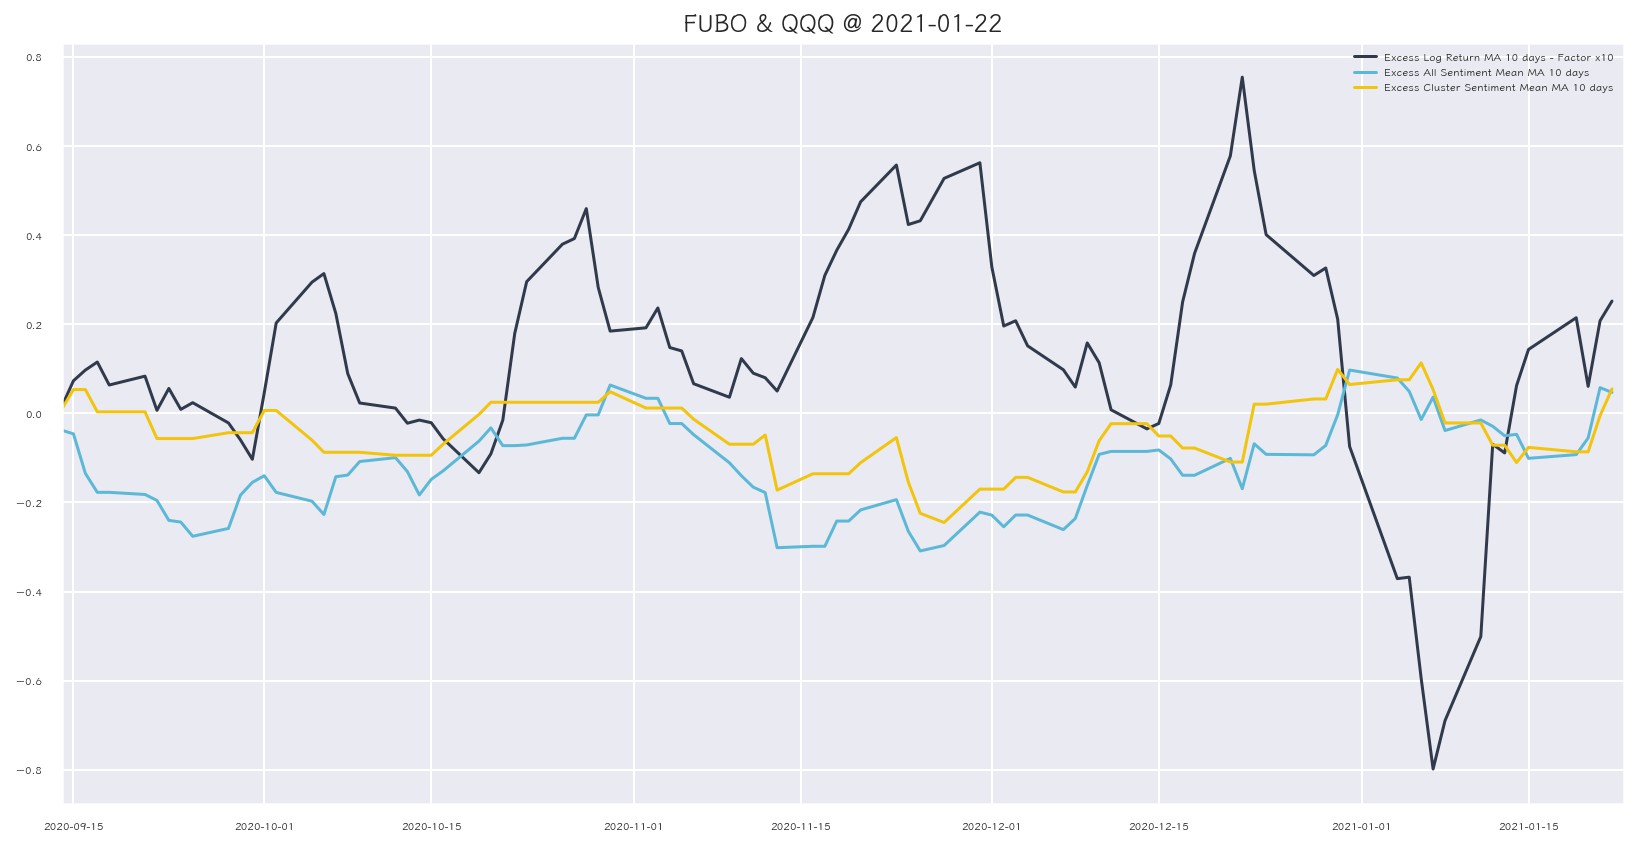 FUBO & QQQ @ 2021-01-22
Excess Log Return MA 10 days - Factor x10
Excess All Sentiment Mean MA 10 days
Excess Cluster Sentiment Mean MA 10 days
0.8
0.6
0.4
0.2
0.0
−0.2
−0.4
−0.6
−0.8
2020-09-15 2020-10-01 2020-10-15 2020-11-01 2020-11-15 2020-12-01 2020-12-15 2021-01-01 2021-01-15